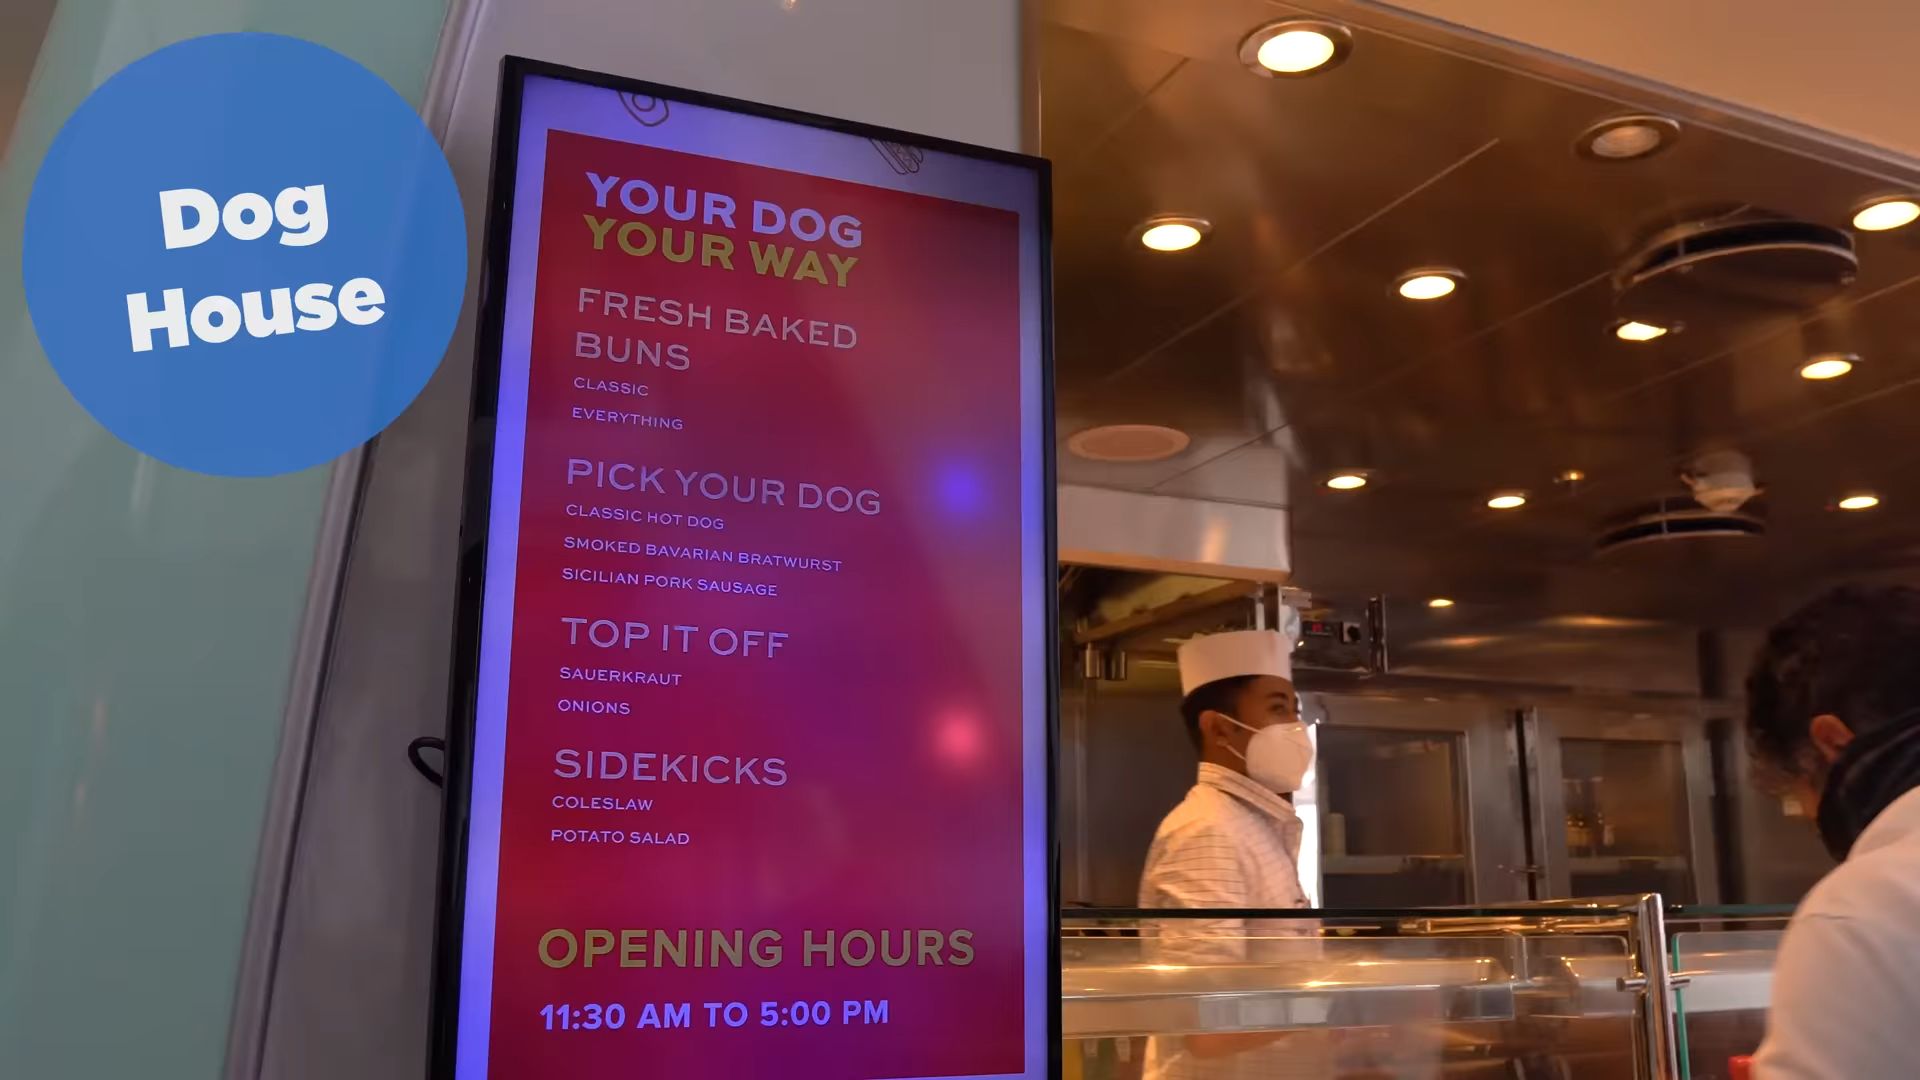 Dog
House
YOUR DOG
YOUR WAY
FRESH BAKED
BUNS
CLASSIC
EVERYTHING
PICK YOUR DOG
CLASSIC HOT DOG
SMOKED BAVARIAN BRATWURST
SICILIAN PORK SAUSAGE
TOP IT OFF
SAUERKRAUT
ONIONS
SIDEKICKS
COLESLAW
POTATO SALAD
OPENING HOURS
11:30 AM TO 5:00 PM